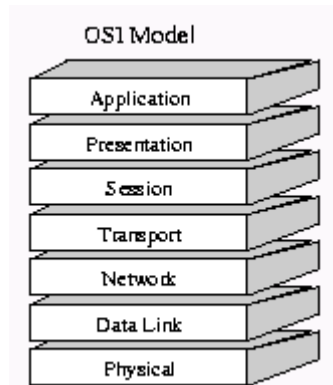 OSI Model
Application
Presentation
Session
Transport
Network
Data Link
Physical